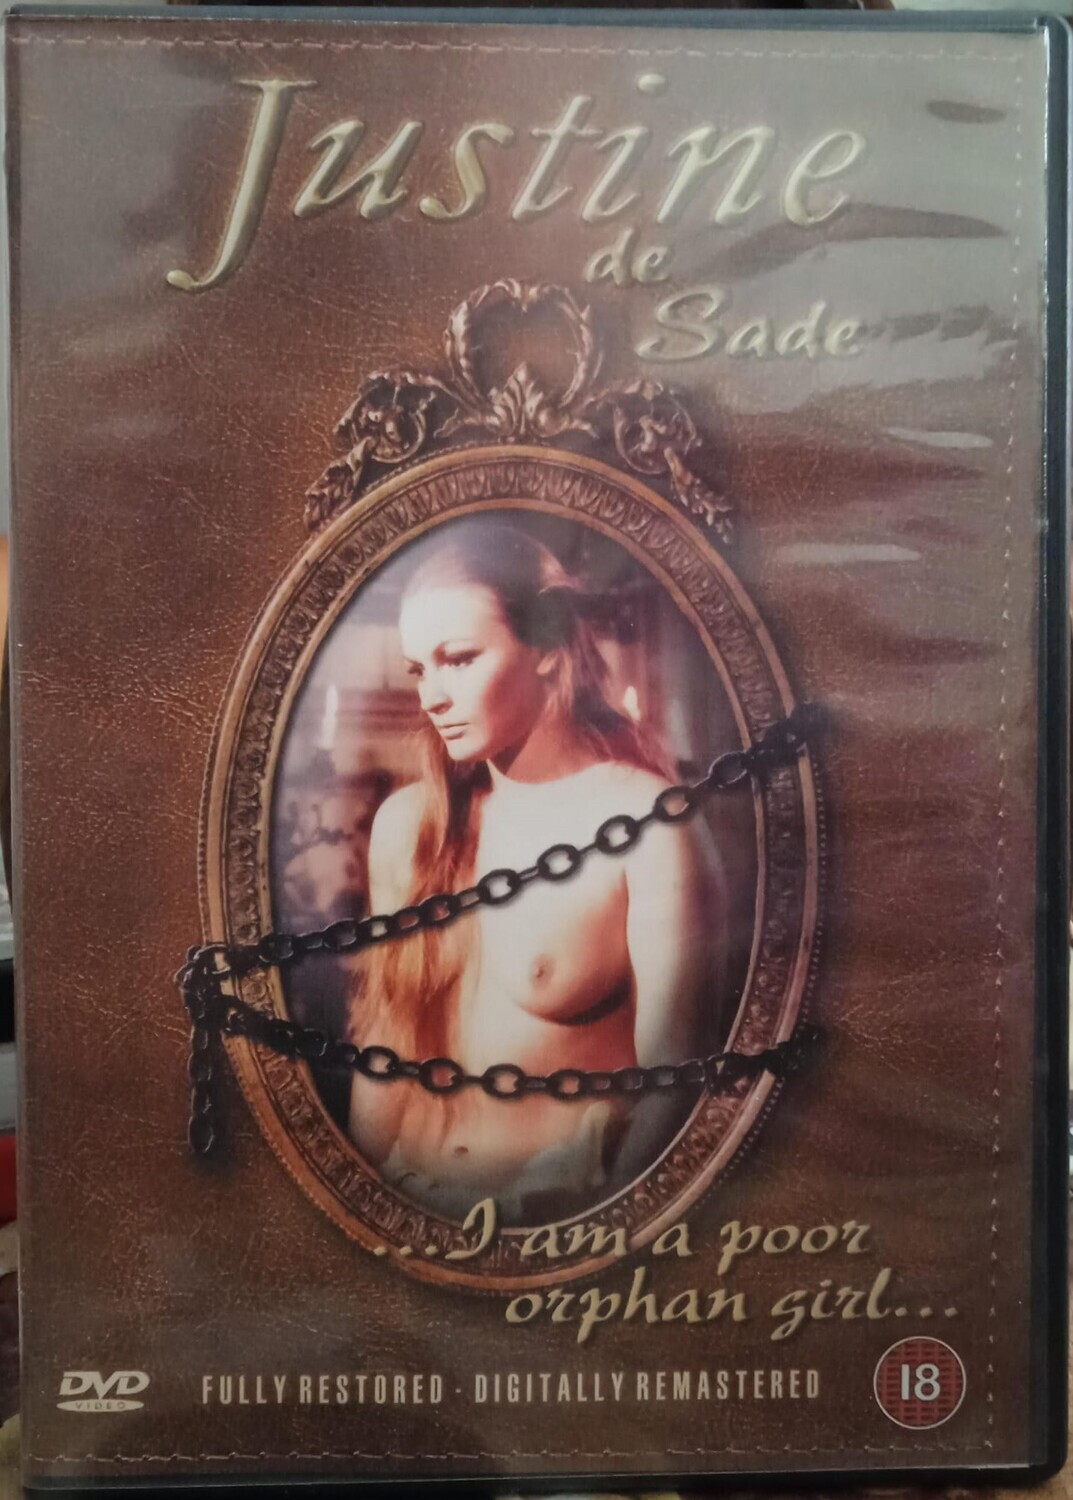 Justine
de
Sade
...I am a poor
orphan girl...
DVD
VIDEO
FULLY RESTORED · DIGITALLY REMASTERED
18